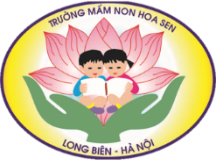 TRƯỜNG MẦM NON HOA SEN
LONG BIÊN - HÀ NỘI